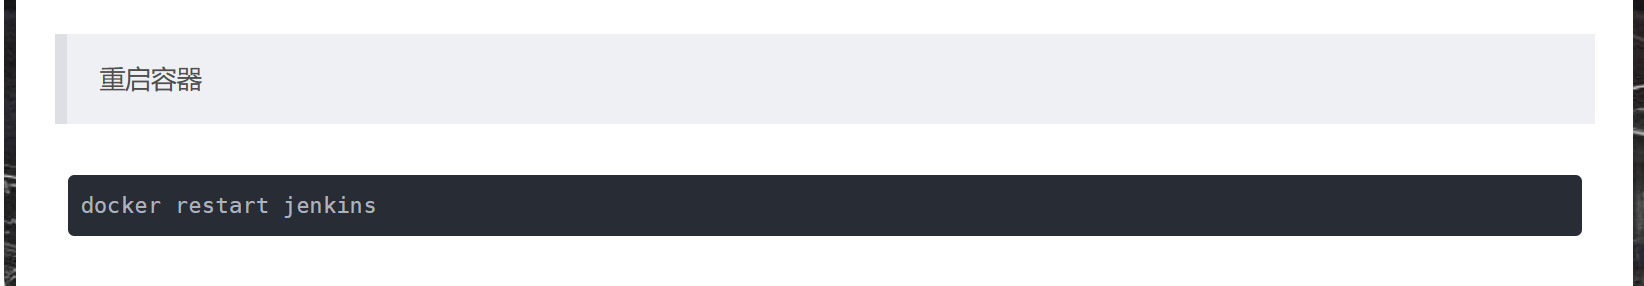 重启容器
docker restart jenkins